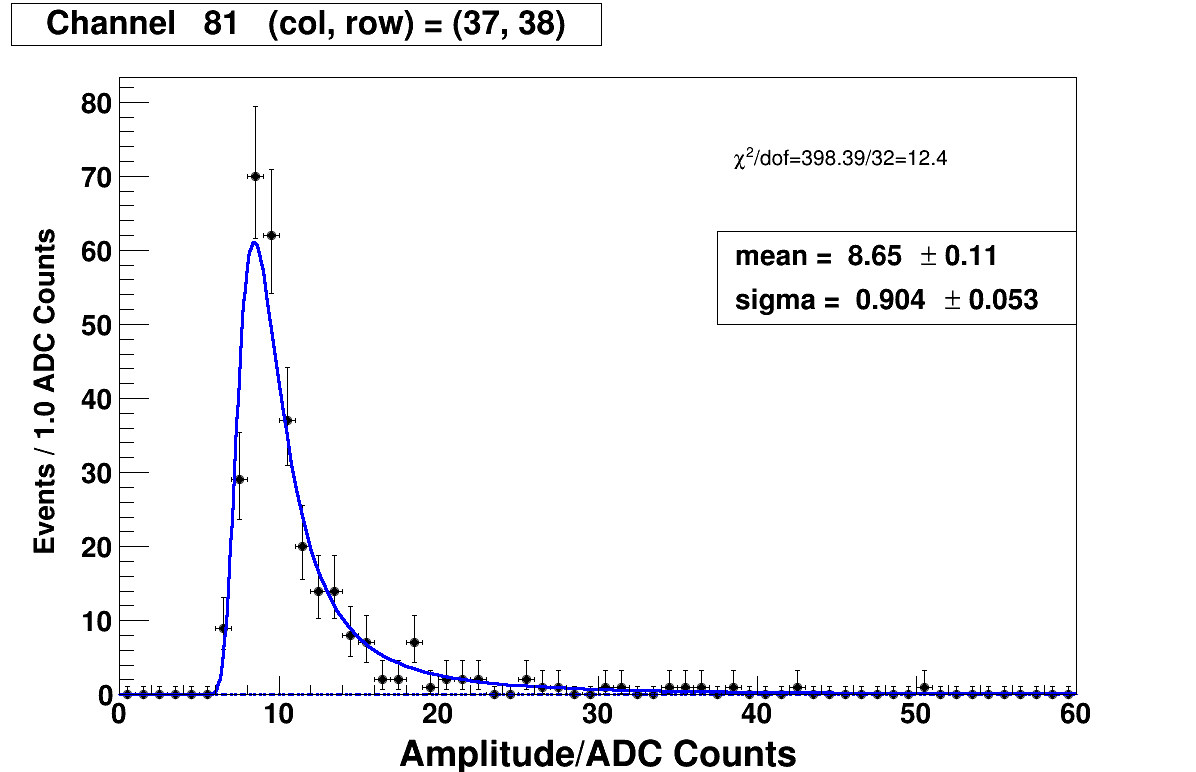 Channel 81 (col, row) = (37, 38)
χ²/dof=398.39/32=12.4
mean = 8.65 ± 0.11
sigma = 0.904 ± 0.053
Events / 1.0 ADC Counts
80
70
60
50
40
30
20
10
0
0 10 20 30 40 50 60
Amplitude/ADC Counts